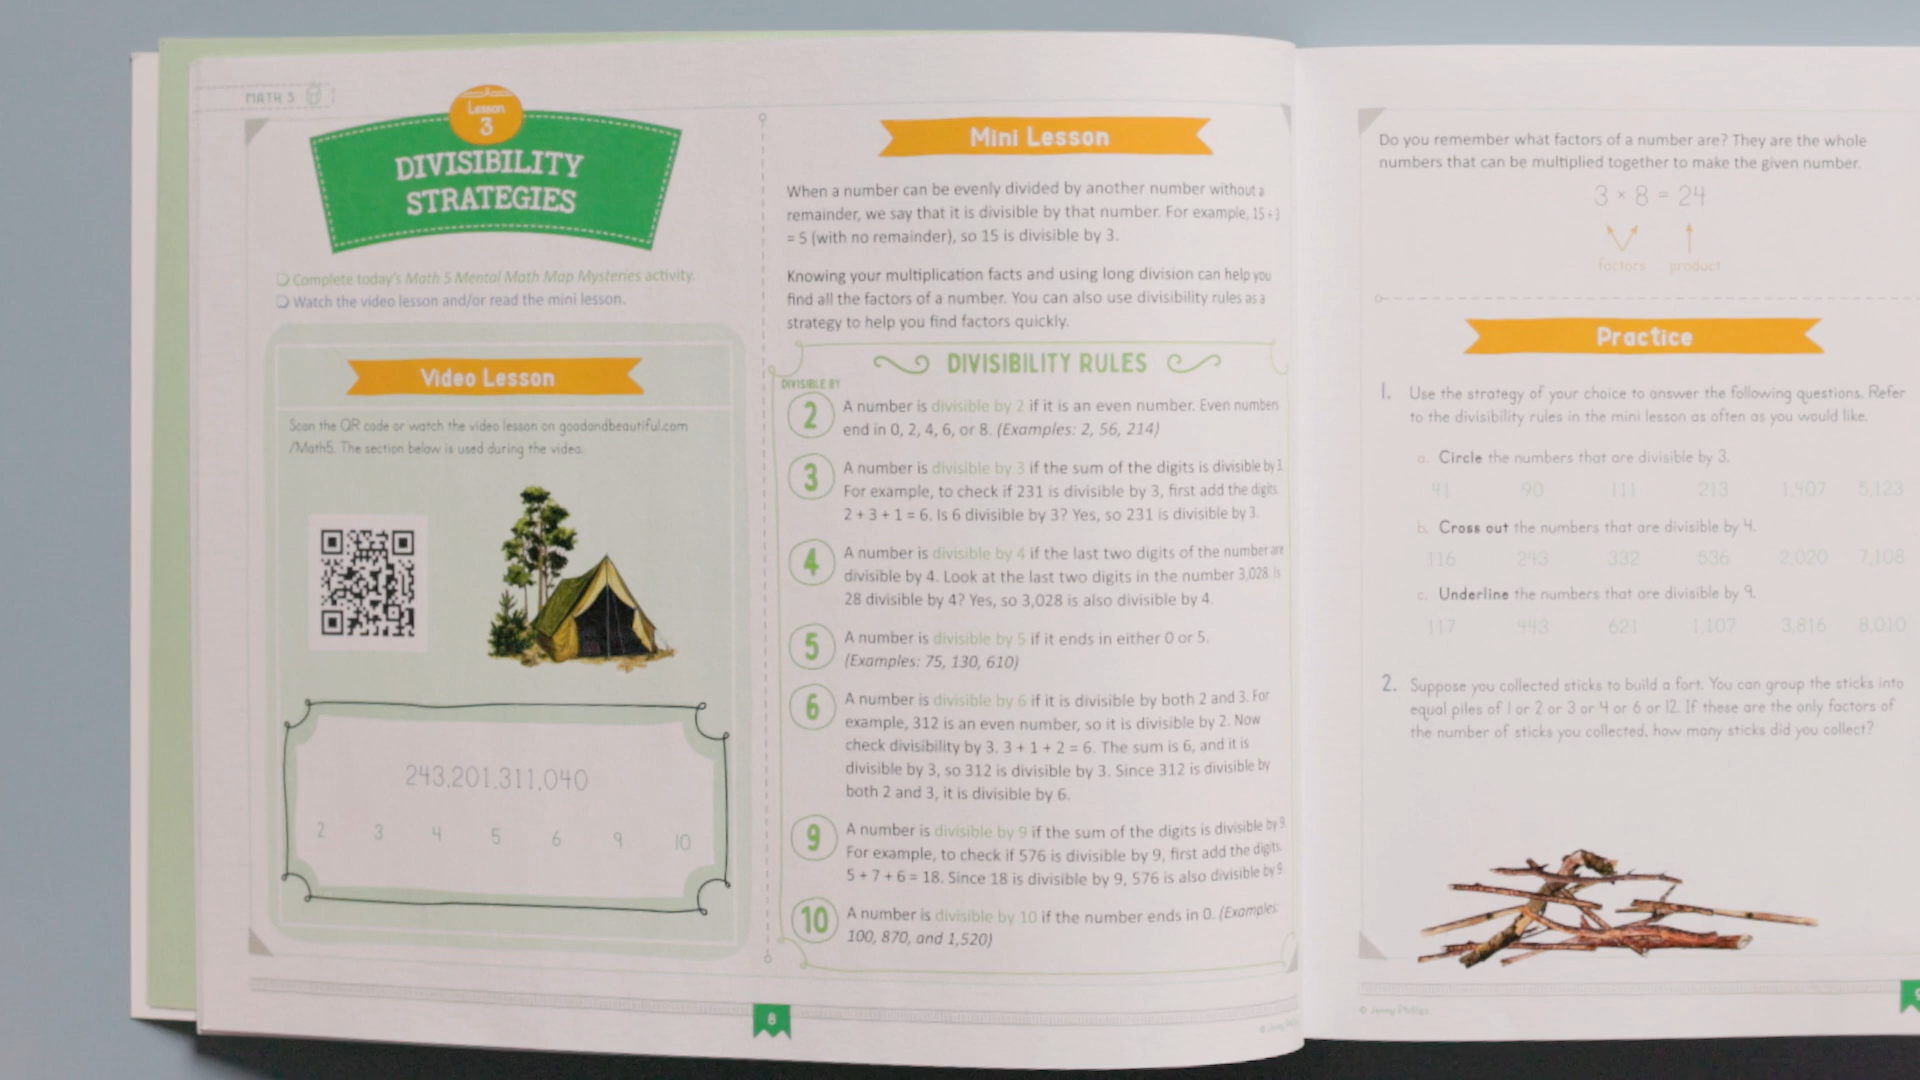 MATH 5
Lesson
3
DIVISIBILITY
STRATEGIES
Complete today's Math 5 Mental Math Map Mysteries activity.
Watch the video lesson and/or read the mini lesson.
Video Lesson
Scan the QR code or watch the video lesson on goodandbeautiful.com
/Math5. The section below is used during the video.
243,201,311,040
2 3 4 5 6 9 10
Mini Lesson
When a number can be evenly divided by another number without a
remainder, we say that it is divisible by that number. For example, 15 ÷ 3
= 5 (with no remainder), so 15 is divisible by 3.
Knowing your multiplication facts and using long division can help you
find all the factors of a number. You can also use divisibility rules as a
strategy to help you find factors quickly.
DIVISIBILITY RULES
DIVISIBLE BY
2 A number is divisible by 2 if it is an even number. Even numbers
end in 0, 2, 4, 6, or 8. (Examples: 2, 56, 214)
3 A number is divisible by 3 if the sum of the digits is divisible by 3.
For example, to check if 231 is divisible by 3, first add the digits.
2 + 3 + 1 = 6. Is 6 divisible by 3? Yes, so 231 is divisible by 3.
4 A number is divisible by 4 if the last two digits of the number are
divisible by 4. Look at the last two digits in the number 3,028. Is
28 divisible by 4? Yes, so 3,028 is also divisible by 4.
5 A number is divisible by 5 if it ends in either 0 or 5.
(Examples: 75, 130, 610)
6 A number is divisible by 6 if it is divisible by both 2 and 3. For
example, 312 is an even number, so it is divisible by 2. Now
check divisibility by 3. 3 + 1 + 2 = 6. The sum is 6, and it is
divisible by 3, so 312 is divisible by 3. Since 312 is divisible by
both 2 and 3, it is divisible by 6.
9 A number is divisible by 9 if the sum of the digits is divisible by 9.
For example, to check if 576 is divisible by 9, first add the digits.
5 + 7 + 6 = 18. Since 18 is divisible by 9, 576 is also divisible by 9.
10 A number is divisible by 10 if the number ends in 0. (Examples:
100, 870, and 1,520)
8
Do you remember what factors of a number are? They are the whole
numbers that can be multiplied together to make the given number.
3 × 8 = 24
factors product
Practice
1. Use the strategy of your choice to answer the following questions. Refer
to the divisibility rules in the mini lesson as often as you would like.
a. Circle the numbers that are divisible by 3.
41 90 111 213 1,407 5,123
b. Cross out the numbers that are divisible by 4.
116 243 332 536 2,020 7,108
c. Underline the numbers that are divisible by 9.
117 443 621 1,107 3,816 8,010
2. Suppose you collected sticks to build a fort. You can group the sticks into
equal piles of 1 or 2 or 3 or 4 or 6 or 12. If these are the only factors of
the number of sticks you collected, how many sticks did you collect?
© Jenny Phillips